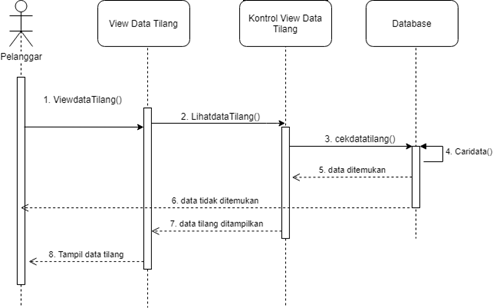 View Data Tilang
Kontrol View Data
Tilang
Database
Pelanggar
1. ViewdataTilang()
2. LihatdataTilang()
3. cekdatatilang()
4. Caridata()
5. data ditemukan
6. data tidak ditemukan
7. data tilang ditampilkan
8. Tampil data tilang